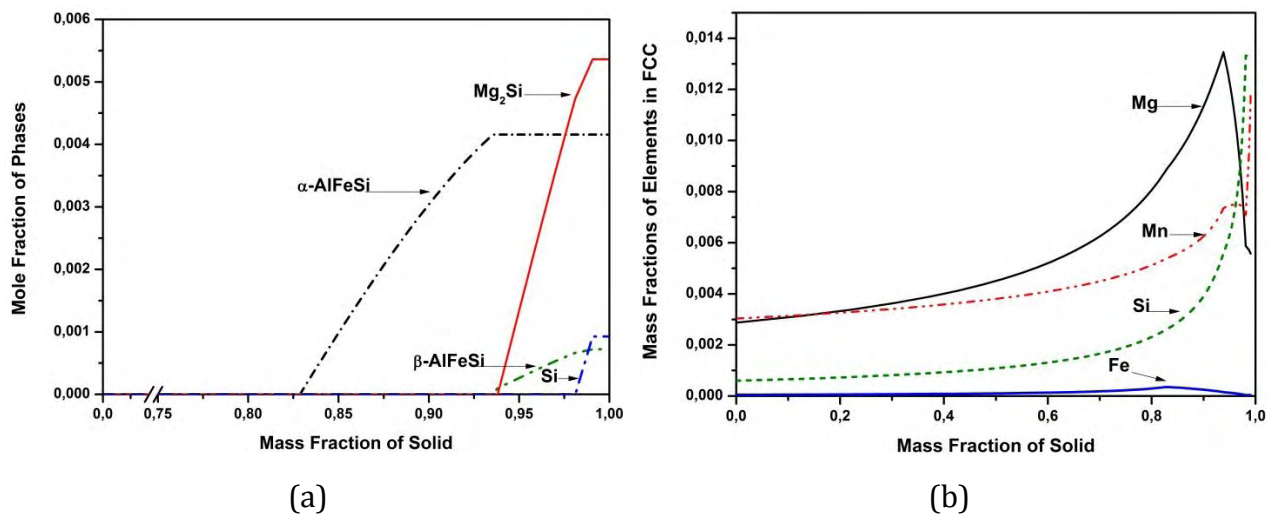 0,006
0,005
0,004
0,003
0,002
0,001
0,000
Mole Fraction of Phases
Mg₂Si
α-AlFeSi
β-AlFeSi
Si
0,0
0,75
0,80
0,85
0,90
0,95
1,00
Mass Fraction of Solid
(a)
0,014
0,012
0,010
0,008
0,006
0,004
0,002
0,000
Mass Fractions of Elements in FCC
Mg
Mn
Si
Fe
0,0
0,2
0,4
0,6
0,8
1,0
Mass Fraction of Solid
(b)